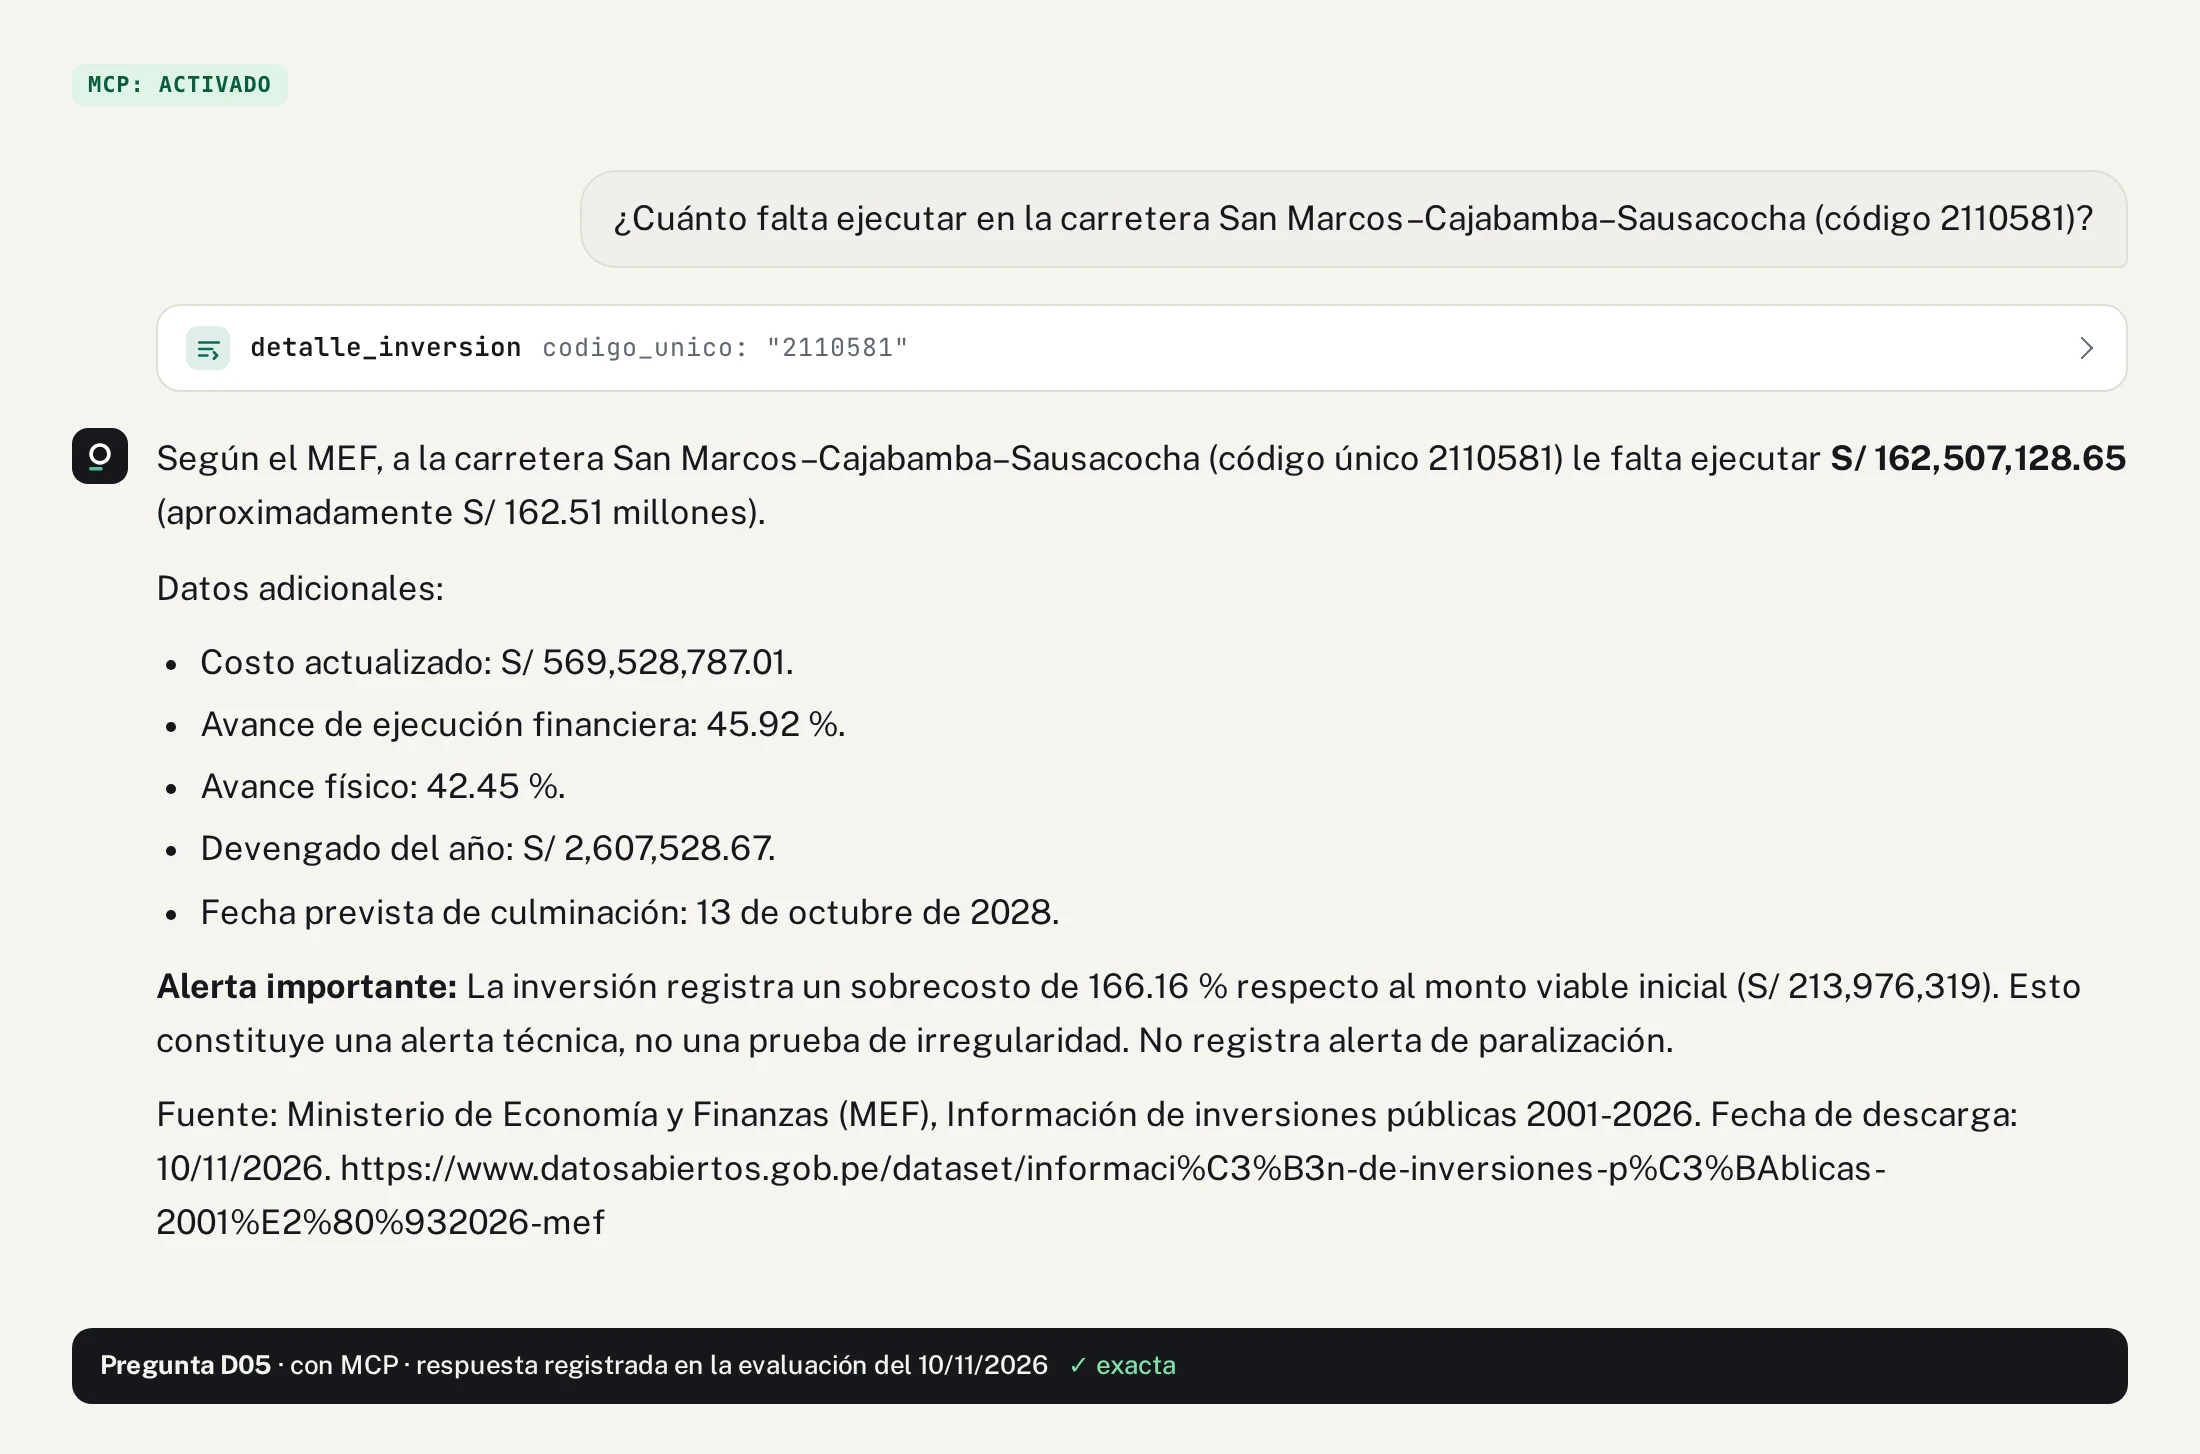 MCP: ACTIVADO
¿Cuánto falta ejecutar en la carretera San Marcos–Cajabamba–Sausacocha (código 2110581)?
detalle_inversion codigo_unico: "2110581"
Según el MEF, a la carretera San Marcos–Cajabamba–Sausacocha (código único 2110581) le falta ejecutar S/ 162,507,128.65
(aproximadamente S/ 162.51 millones).
Datos adicionales:
• Costo actualizado: S/ 569,528,787.01.
• Avance de ejecución financiera: 45.92 %.
• Avance físico: 42.45 %.
• Devengado del año: S/ 2,607,528.67.
• Fecha prevista de culminación: 13 de octubre de 2028.
Alerta importante: La inversión registra un sobrecosto de 166.16 % respecto al monto viable inicial (S/ 213,976,319). Esto
constituye una alerta técnica, no una prueba de irregularidad. No registra alerta de paralización.
Fuente: Ministerio de Economía y Finanzas (MEF), Información de inversiones públicas 2001-2026. Fecha de descarga:
10/11/2026. https://www.datosabiertos.gob.pe/dataset/informaci%C3%B3n-de-inversiones-p%C3%BAblicas-
2001%E2%80%932026-mef
Pregunta D05 · con MCP · respuesta registrada en la evaluación del 10/11/2026 ✓ exacta